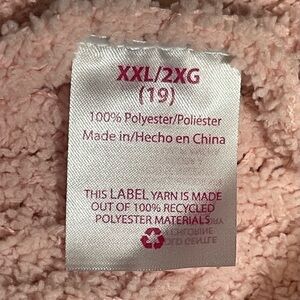 XXL/2XG
(19)
100% Polyester/Poliéster
Made in/Hecho en China
THIS LABEL YARN IS MADE
OUT OF 100% RECYCLED
POLYESTER MATERIALS